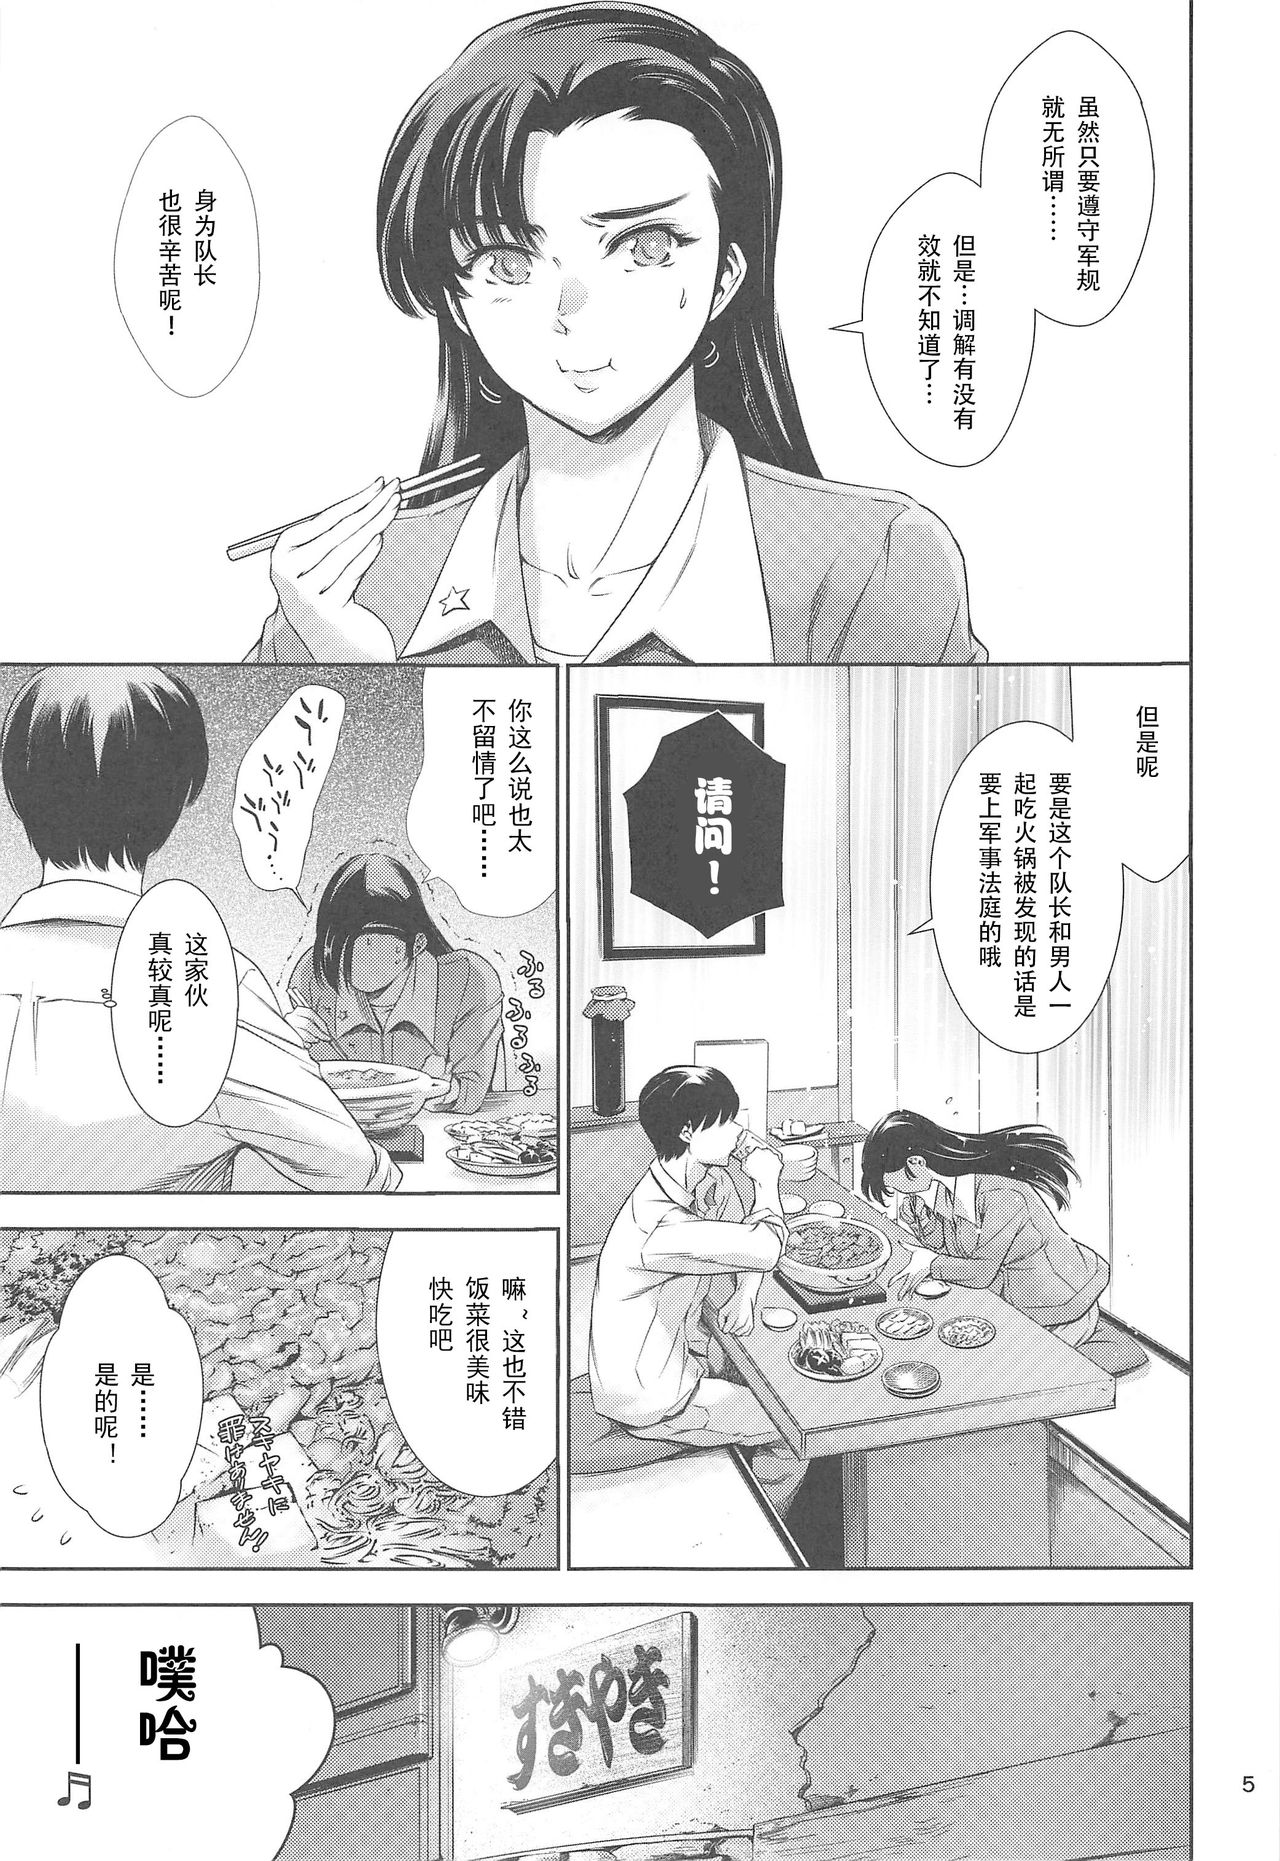 虽然只要遵守军规
就无所谓……
但是…调解有没有
效就不知道了…
身为队长
也很辛苦呢！
但是呢
要是这个队长和男人一
起吃火锅被发现的话是
要上军事法庭的哦
请问！
你这么说也太
不留情了吧……
ふる
ふる
ふる
这家伙
真较真呢……
嘛~这也不错
饭菜很美味
快吃吧
スキヤキに
罪はありません！
是……
是的呢！
すきやき
噗哈
5